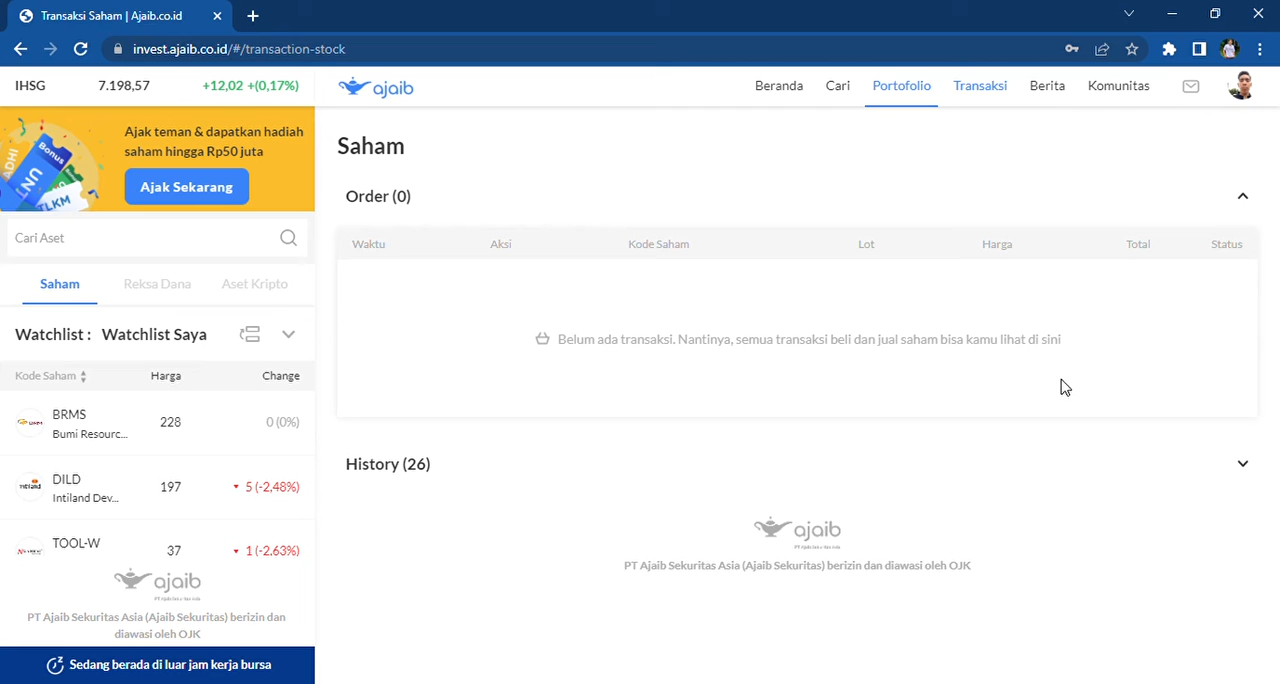 Transaksi Saham | Ajaib.co.id
invest.ajaib.co.id/#/transaction-stock
IHSG 7.198,57 +12,02 +(0,17%)
ajaib
Beranda Cari Portofolio Transaksi Berita Komunitas
Ajak teman & dapatkan hadiah
saham hingga Rp50 juta
Ajak Sekarang
Bonus
ADHI
UNT
TLKM
Cari Aset
Saham Reksa Dana Aset Kripto
Watchlist : Watchlist Saya
Kode Saham Harga Change
BRMS 228 0 (0%)
Bumi Resourc...
DILD 197 5 (-2,48%)
Intiland Dev...
TOOL-W 37 1 (-2.63%)
ajaib
PT Ajaib Sekuritas Asia (Ajaib Sekuritas) berizin dan
diawasi oleh OJK
Sedang berada di luar jam kerja bursa
Saham
Order (0)
Waktu Aksi Kode Saham Lot Harga Total Status
Belum ada transaksi. Nantinya, semua transaksi beli dan jual saham bisa kamu lihat di sini
History (26)
ajaib
PT Ajaib Sekuritas Asia (Ajaib Sekuritas) berizin dan diawasi oleh OJK